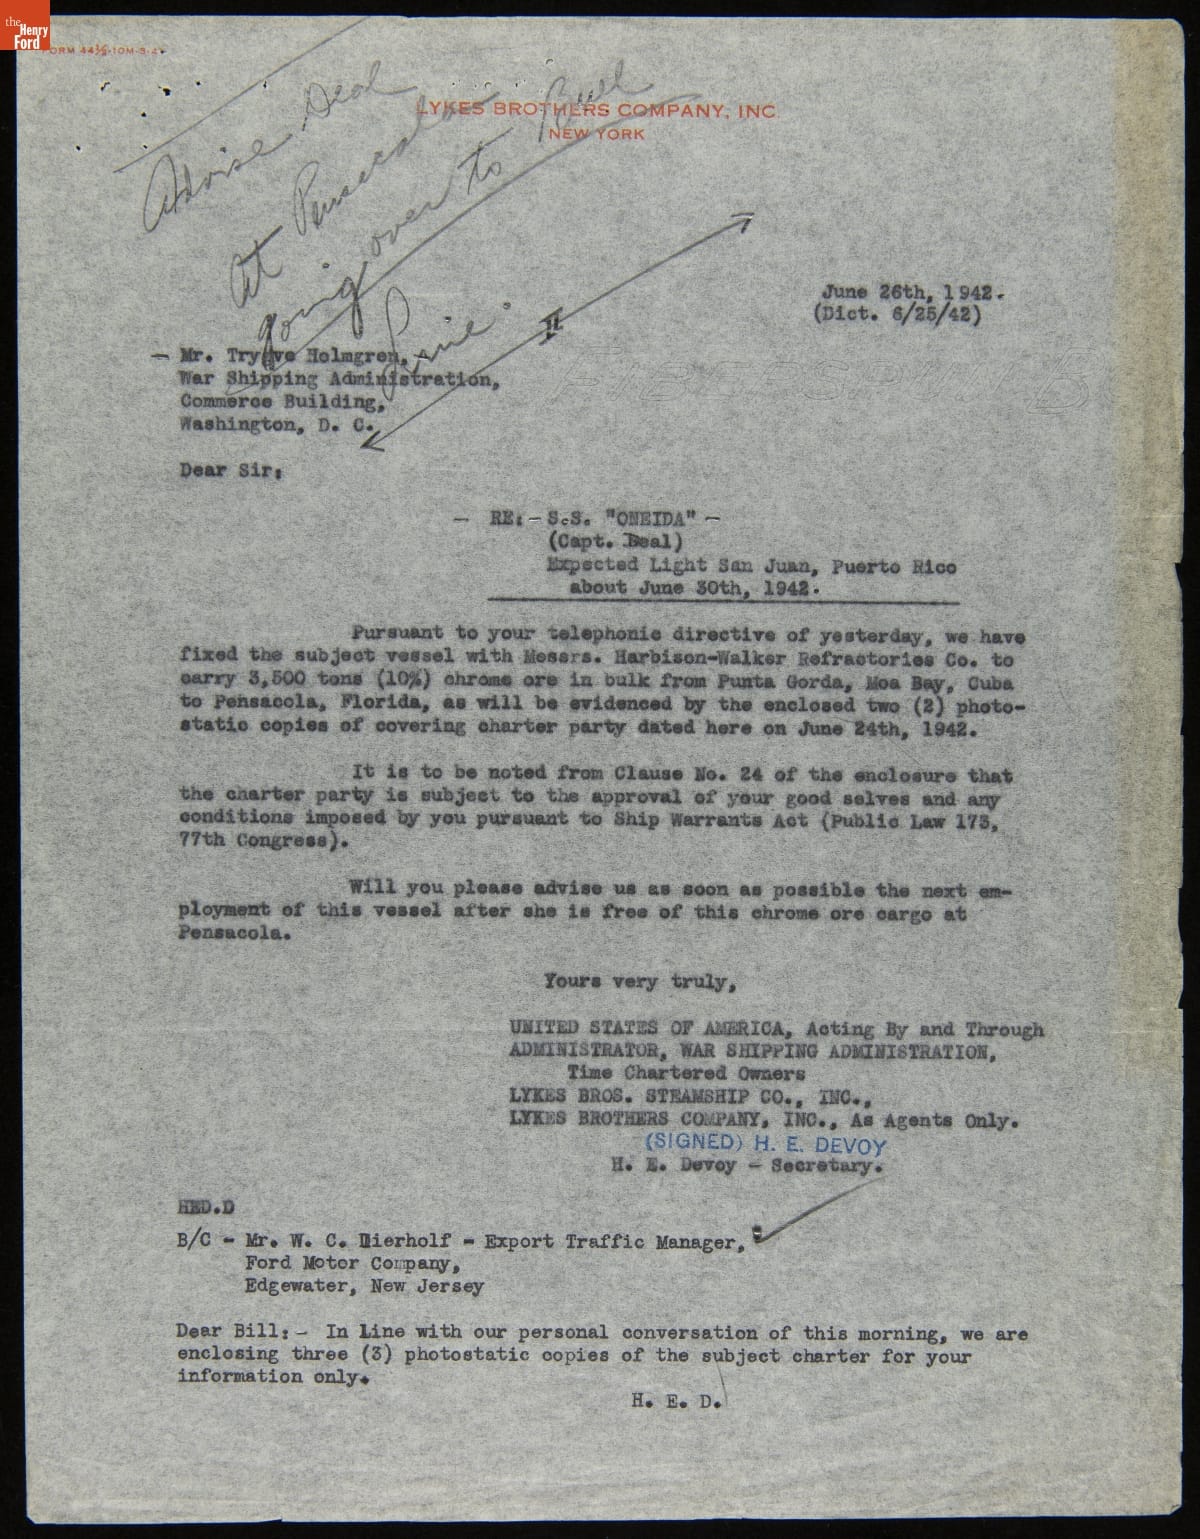 the
Henry
Ford
FORM 44½-10M-3-4
LYKES BROTHERS COMPANY, INC.
NEW YORK
Advise Deal
At Pensacola
going over to
June 26th, 1942.
(Dict. 6/25/42)
- Mr. Trygve Holmgren,
War Shipping Administration,
Commerce Building,
Washington, D. C.
Dear Sir:
- RE:- S.S. "ONEIDA" -
(Capt. Deal)
Expected Light San Juan, Puerto Rico
about June 30th, 1942.
Pursuant to your telephonic directive of yesterday, we have
fixed the subject vessel with Messrs. Harbison-Walker Refractories Co. to
carry 3,500 tons (10%) chrome ore in bulk from Punta Gorda, Moa Bay, Cuba
to Pensacola, Florida, as will be evidenced by the enclosed two (2) photo-
static copies of covering charter party dated here on June 24th, 1942.
It is to be noted from Clause No. 24 of the enclosure that
the charter party is subject to the approval of your good selves and any
conditions imposed by you pursuant to Ship Warrants Act (Public Law 173,
77th Congress).
Will you please advise us as soon as possible the next em-
ployment of this vessel after she is free of this chrome ore cargo at
Pensacola.
Yours very truly,
UNITED STATES OF AMERICA, Acting By and Through
ADMINISTRATOR, WAR SHIPPING ADMINISTRATION,
Time Chartered Owners
LYKES BROS. STEAMSHIP CO., INC.,
LYKES BROTHERS COMPANY, INC., As Agents Only.
(SIGNED) H. E. DEVOY
H. E. Devoy - Secretary.
HED.D
B/C - Mr. W. C. Dierholf - Export Traffic Manager,
Ford Motor Company,
Edgewater, New Jersey
Dear Bill:- In Line with our personal conversation of this morning, we are
enclosing three (3) photostatic copies of the subject charter for your
information only.
H. E. D.